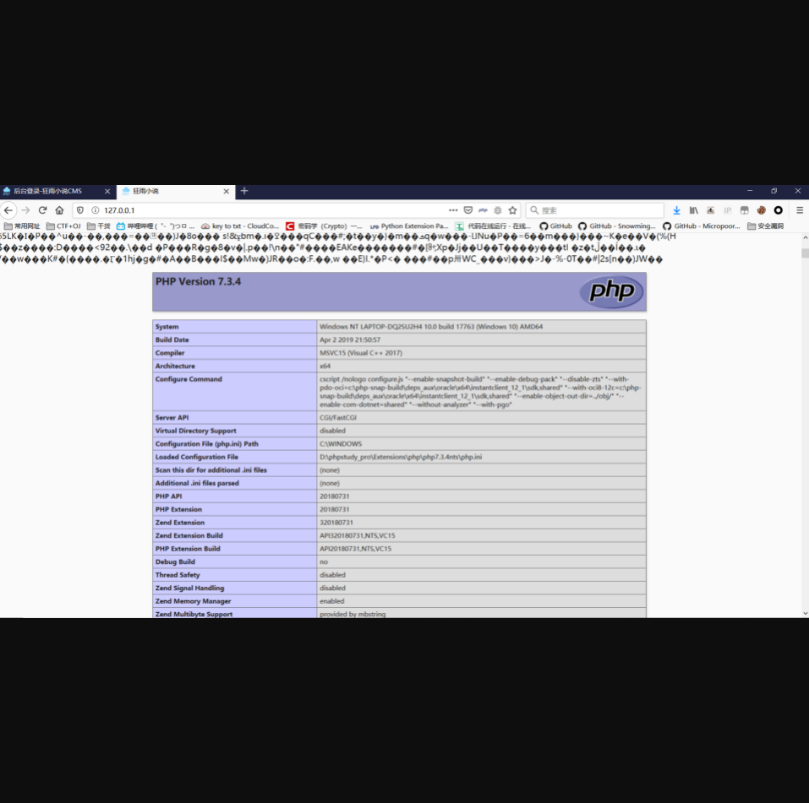 后台登录-狂雨小说CMS
狂雨小说
127.0.0.1
搜索
常用网址 CTF+OJ 干货 哔哩哔哩 ( ゜- ゜)つロ ... key to txt - CloudCo... 密码学 (Crypto) —... Python Extension Pa... 代码在线运行 - 在线... GitHub GitHub - Snowming... GitHub - Micropoor... 安全圈问
PHP Version 7.3.4
php
System Windows NT LAPTOP-DQ2SU2H4 10.0 build 17763 (Windows 10) AMD64
Build Date Apr 2 2019 21:50:57
Compiler MSVC15 (Visual C++ 2017)
Architecture x64
Configure Command cscript /nologo configure.js "--enable-snapshot-build" "--enable-debug-pack" "--disable-zts" "--with-
pdo-oci=c:\php-snap-build\deps_aux\oracle\x64\instantclient_12_1\sdk,shared" "--with-oci8-12c=c:\php-
snap-build\deps_aux\oracle\x64\instantclient_12_1\sdk,shared" "--enable-object-out-dir=../obj/" "--
enable-com-dotnet=shared" "--without-analyzer" "--with-pgo"
Server API CGI/FastCGI
Virtual Directory Support disabled
Configuration File (php.ini) Path C:\WINDOWS
Loaded Configuration File D:\phpstudy_pro\Extensions\php\php7.3.4nts\php.ini
Scan this dir for additional .ini files (none)
Additional .ini files parsed (none)
PHP API 20180731
PHP Extension 20180731
Zend Extension 320180731
Zend Extension Build API320180731,NTS,VC15
PHP Extension Build API20180731,NTS,VC15
Debug Build no
Thread Safety disabled
Zend Signal Handling disabled
Zend Memory Manager enabled
Zend Multibyte Support provided by mbstring